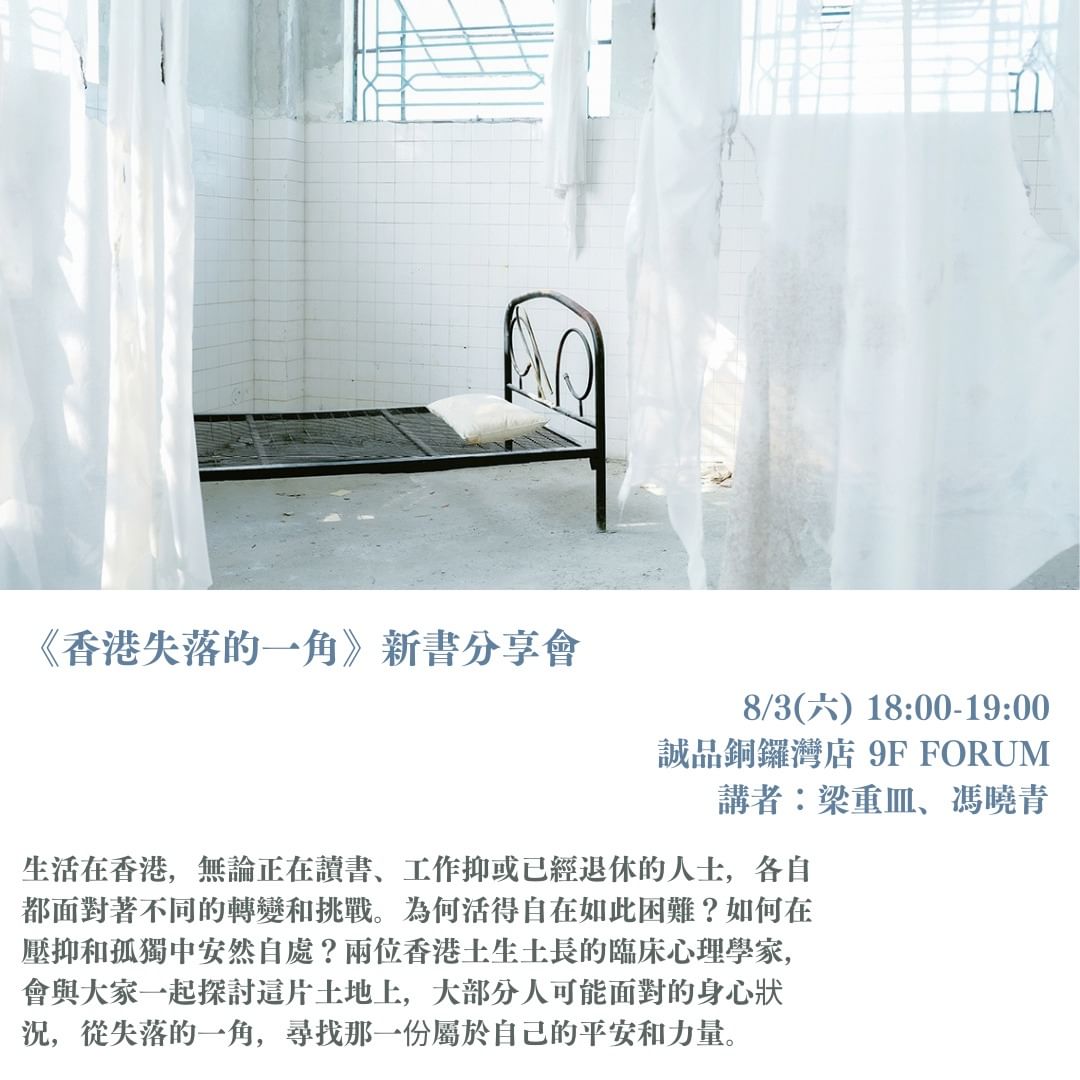 《香港失落的一角》新書分享會
8/3(六) 18:00-19:00
誠品銅鑼灣店 9F FORUM
講者：梁重皿、馮曉青
生活在香港，無論正在讀書、工作抑或已經退休的人士，各自
都面對著不同的轉變和挑戰。為何活得自在如此困難？如何在
壓抑和孤獨中安然自處？兩位香港土生土長的臨床心理學家，
會與大家一起探討這片土地上，大部分人可能面對的身心狀
況，從失落的一角，尋找那一份屬於自己的平安和力量。